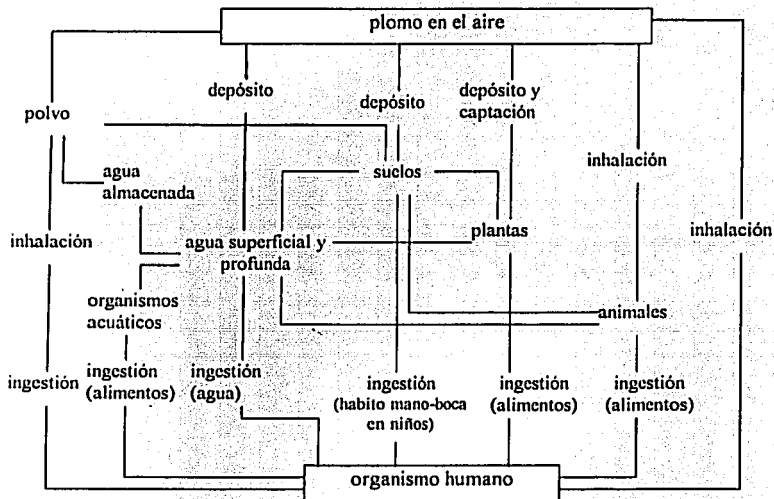 plomo en el aire
depósito
depósito
depósito y
captación
polvo
inhalación
agua
almacenada
suelos
inhalación
agua superficial y
profunda
plantas
inhalación
organismos
acuáticos
animales
ingestión
ingestión
(alimentos)
ingestión
(agua)
ingestión
(habito mano-boca
en niños)
ingestión
(alimentos)
ingestión
(alimentos)
organismo humano